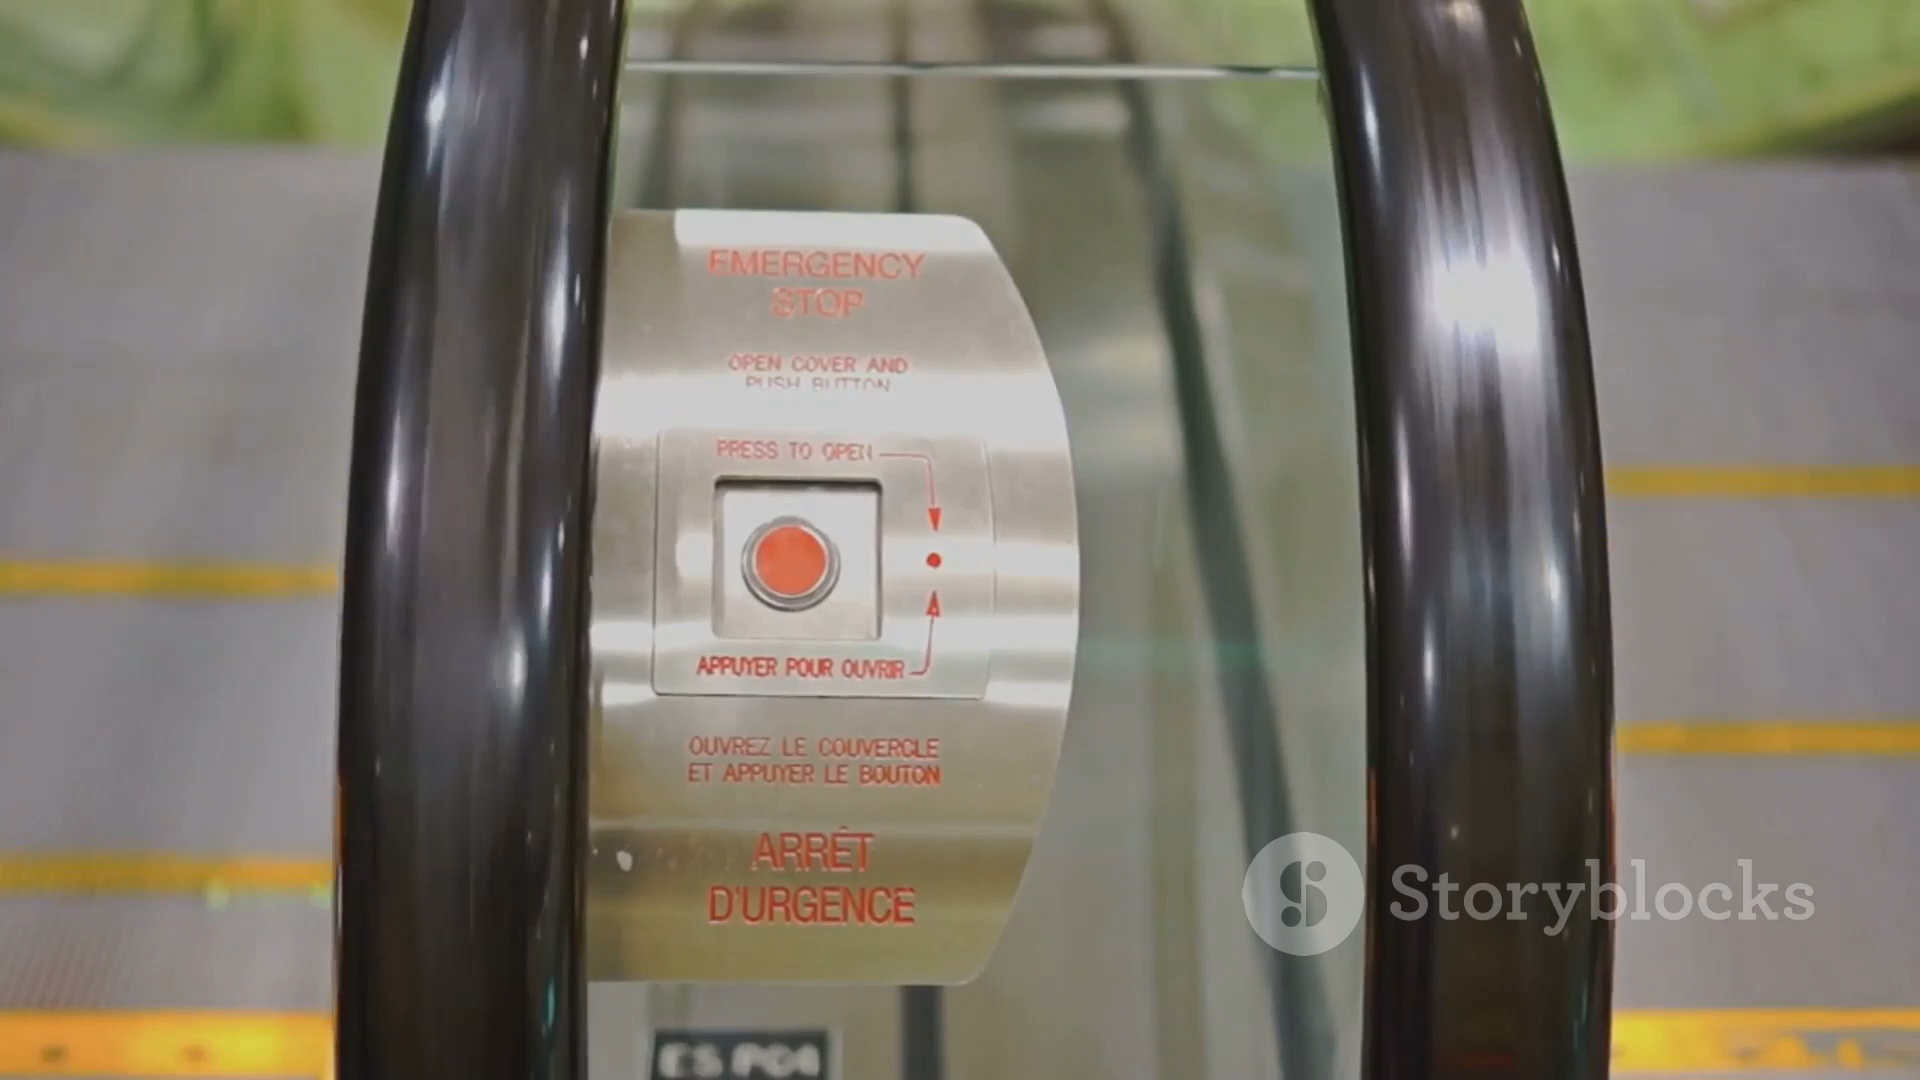 EMERGENCY
STOP
OPEN COVER AND
PUSH BUTTON
PRESS TO OPEN
APPUYER POUR OUVRIR
OUVREZ LE COUVERCLE
ET APPUYER LE BOUTON
ARRÊT
D'URGENCE
Storyblocks